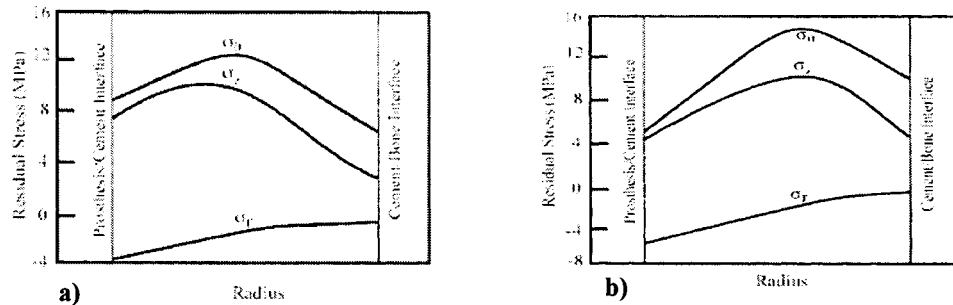 16
12
8
4
0
-4
Residual Stress (MPa)
Prosthesis/Cement Interface
σθ
σz
σr
Cement/Bone Interface
a)
Radius
16
12
8
4
0
-4
-8
Residual Stress (MPa)
Prosthesis/Cement Interface
σθ
σz
σr
Cement/Bone Interface
b)
Radius